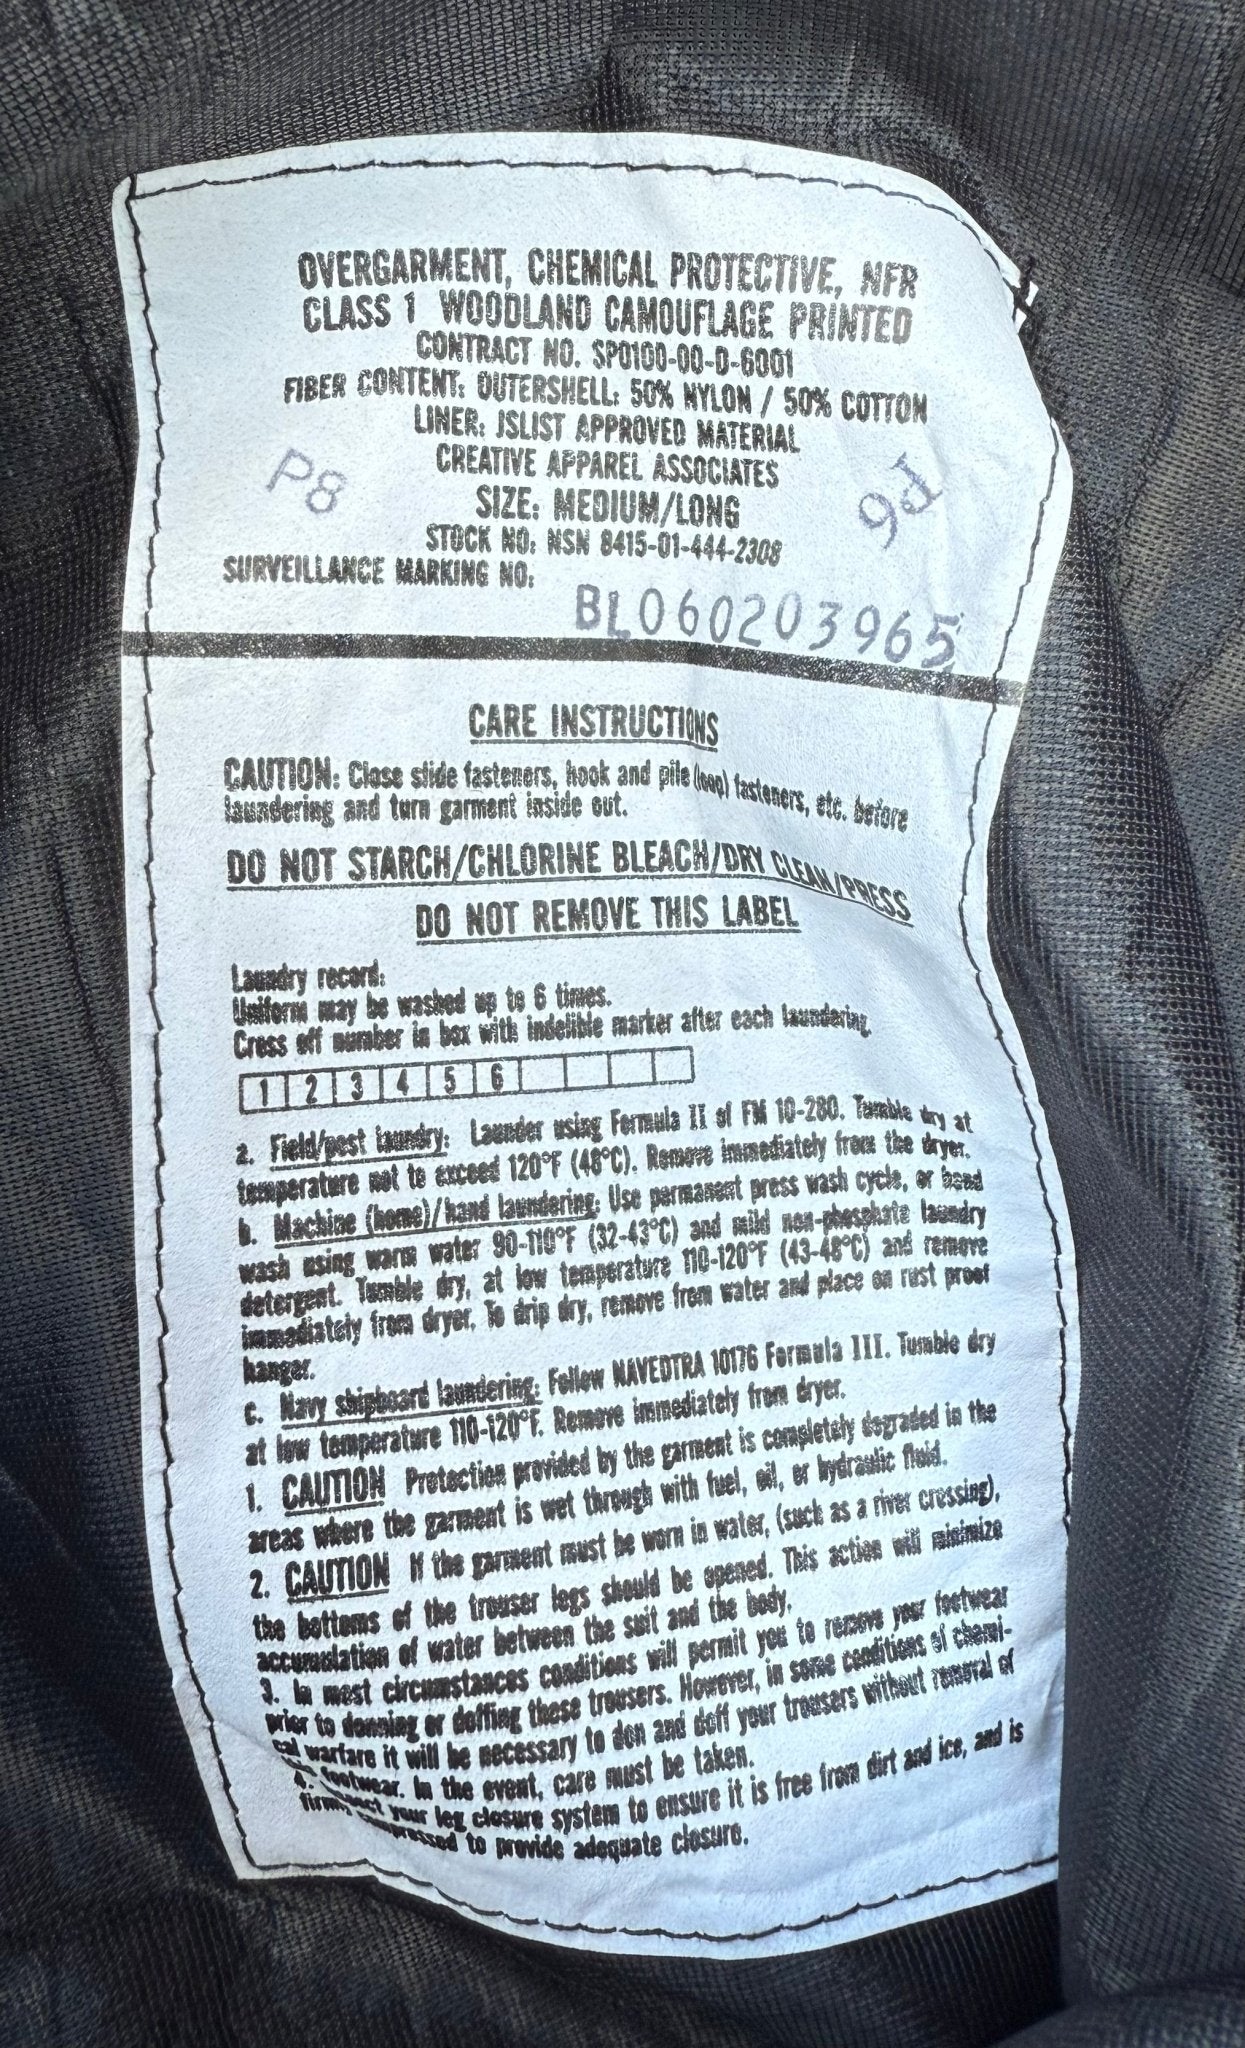 OVERGARMENT, CHEMICAL PROTECTIVE, NFR
CLASS 1 WOODLAND CAMOUFLAGE PRINTED
CONTRACT NO. SPO100-00-D-6001
FIBER CONTENT: OUTERSHELL: 50% NYLON / 50% COTTON
LINER: JSLIST APPROVED MATERIAL
CREATIVE APPAREL ASSOCIATES
P8
P6
SIZE: MEDIUM/LONG
STOCK NO: NSN 8415-01-444-2308
SURVEILLANCE MARKING NO:
BL060203965
CARE INSTRUCTIONS
CAUTION: Close slide fasteners, hook and pile (loop) fasteners, etc. before
laundering and turn garment inside out.
DO NOT STARCH/CHLORINE BLEACH/DRY CLEAN/PRESS
DO NOT REMOVE THIS LABEL
Laundry record:
Uniform may be washed up to 6 times.
Cross off number in box with indelible marker after each laundering.
1 2 3 4 5 6
a. Field/post laundry: Launder using Formula II of FM 10-280. Tumble dry at
temperature not to exceed 120°F (48°C). Remove immediately from the dryer.
b. Machine (home)/hand laundering: Use permanent press wash cycle, or hand
wash using warm water 90-110°F (32-43°C) and mild non-phosphate laundry
detergent. Tumble dry, at low temperature 110-120°F (43-48°C) and remove
immediately from dryer. To drip dry, remove from water and place on rust proof
hanger.
c. Navy shipboard laundering: Follow NAVEDTRA 10176 Formula III. Tumble dry
at low temperature 110-120°F. Remove immediately from dryer.
1. CAUTION Protection provided by the garment is completely degraded in the
areas where the garment is wet through with fuel, oil, or hydraulic fluid.
2. CAUTION If the garment must be worn in water, (such as a river crossing),
the bottoms of the trouser legs should be opened. This action will minimize
accumulation of water between the suit and the body.
3. In most circumstances conditions will permit you to remove your footwear
prior to donning or doffing these trousers. However, in some conditions of chemi-
cal warfare it will be necessary to don and doff your trousers without removal of
footwear. In the event, care must be taken.
4. your leg closure system to ensure it is free from dirt and ice, and is
to provide adequate closure.